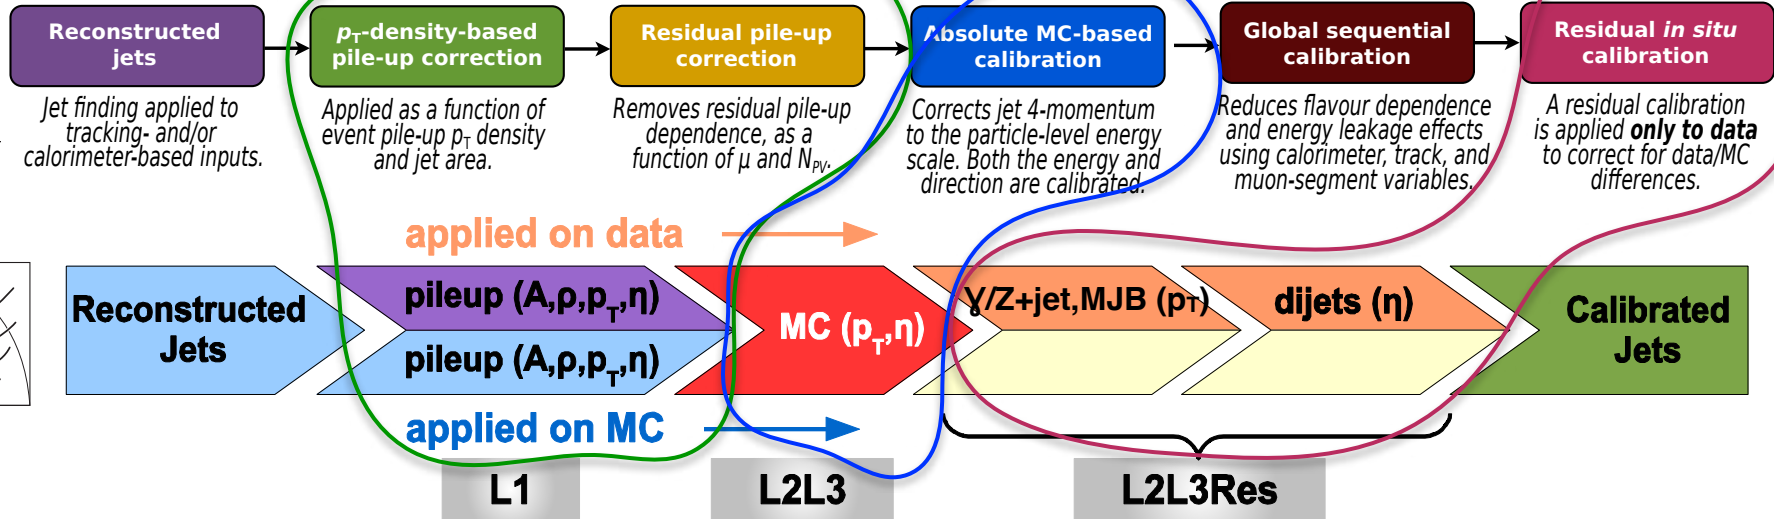 Reconstructed
jets
pT-density-based
pile-up correction
Residual pile-up
correction
Absolute MC-based
calibration
Global sequential
calibration
Residual in situ
calibration
Jet finding applied to
tracking- and/or
calorimeter-based inputs.
Applied as a function of
event pile-up pT density
and jet area.
Removes residual pile-up
dependence, as a
function of µ and NPV.
Corrects jet 4-momentum
to the particle-level energy
scale. Both the energy and
direction are calibrated.
Reduces flavour dependence
and energy leakage effects
using calorimeter, track, and
muon-segment variables.
A residual calibration
is applied only to data
to correct for data/MC
differences.
applied on data
Reconstructed
Jets
pileup (A,ρ,pT,η)
pileup (A,ρ,pT,η)
MC (pT,η)
γ/Z+jet,MJB (pT)
dijets (η)
Calibrated
Jets
applied on MC
L1
L2L3
L2L3Res